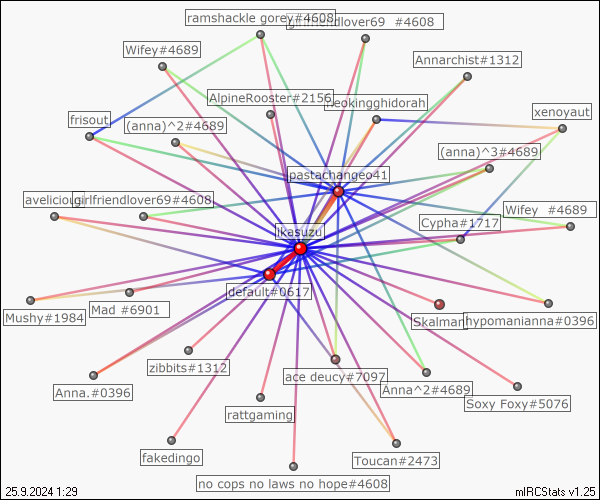 ramshackle gorey#4608
girlfriendlover69 #4608
Wifey#4689
Annarchist#1312
AlpineRooster#2156
neokingghidorah
xenoyaut
frisout
(anna)^2#4689
(anna)^3#4689
pastachangeo41
avelicious
girlfriendlover69#4608
Wifey #4689
Cypha#1717
ikasuzu
default#0617
Mushy#1984
Mad #6901
Skalman
hypomanianna#0396
zibbits#1312
ace deucy#7097
Anna.#0396
Anna^2#4689
Soxy Foxy#5076
rattgaming
fakedingo
Toucan#2473
no cops no laws no hope#4608
25.9.2024 1:29
mIRCStats v1.25